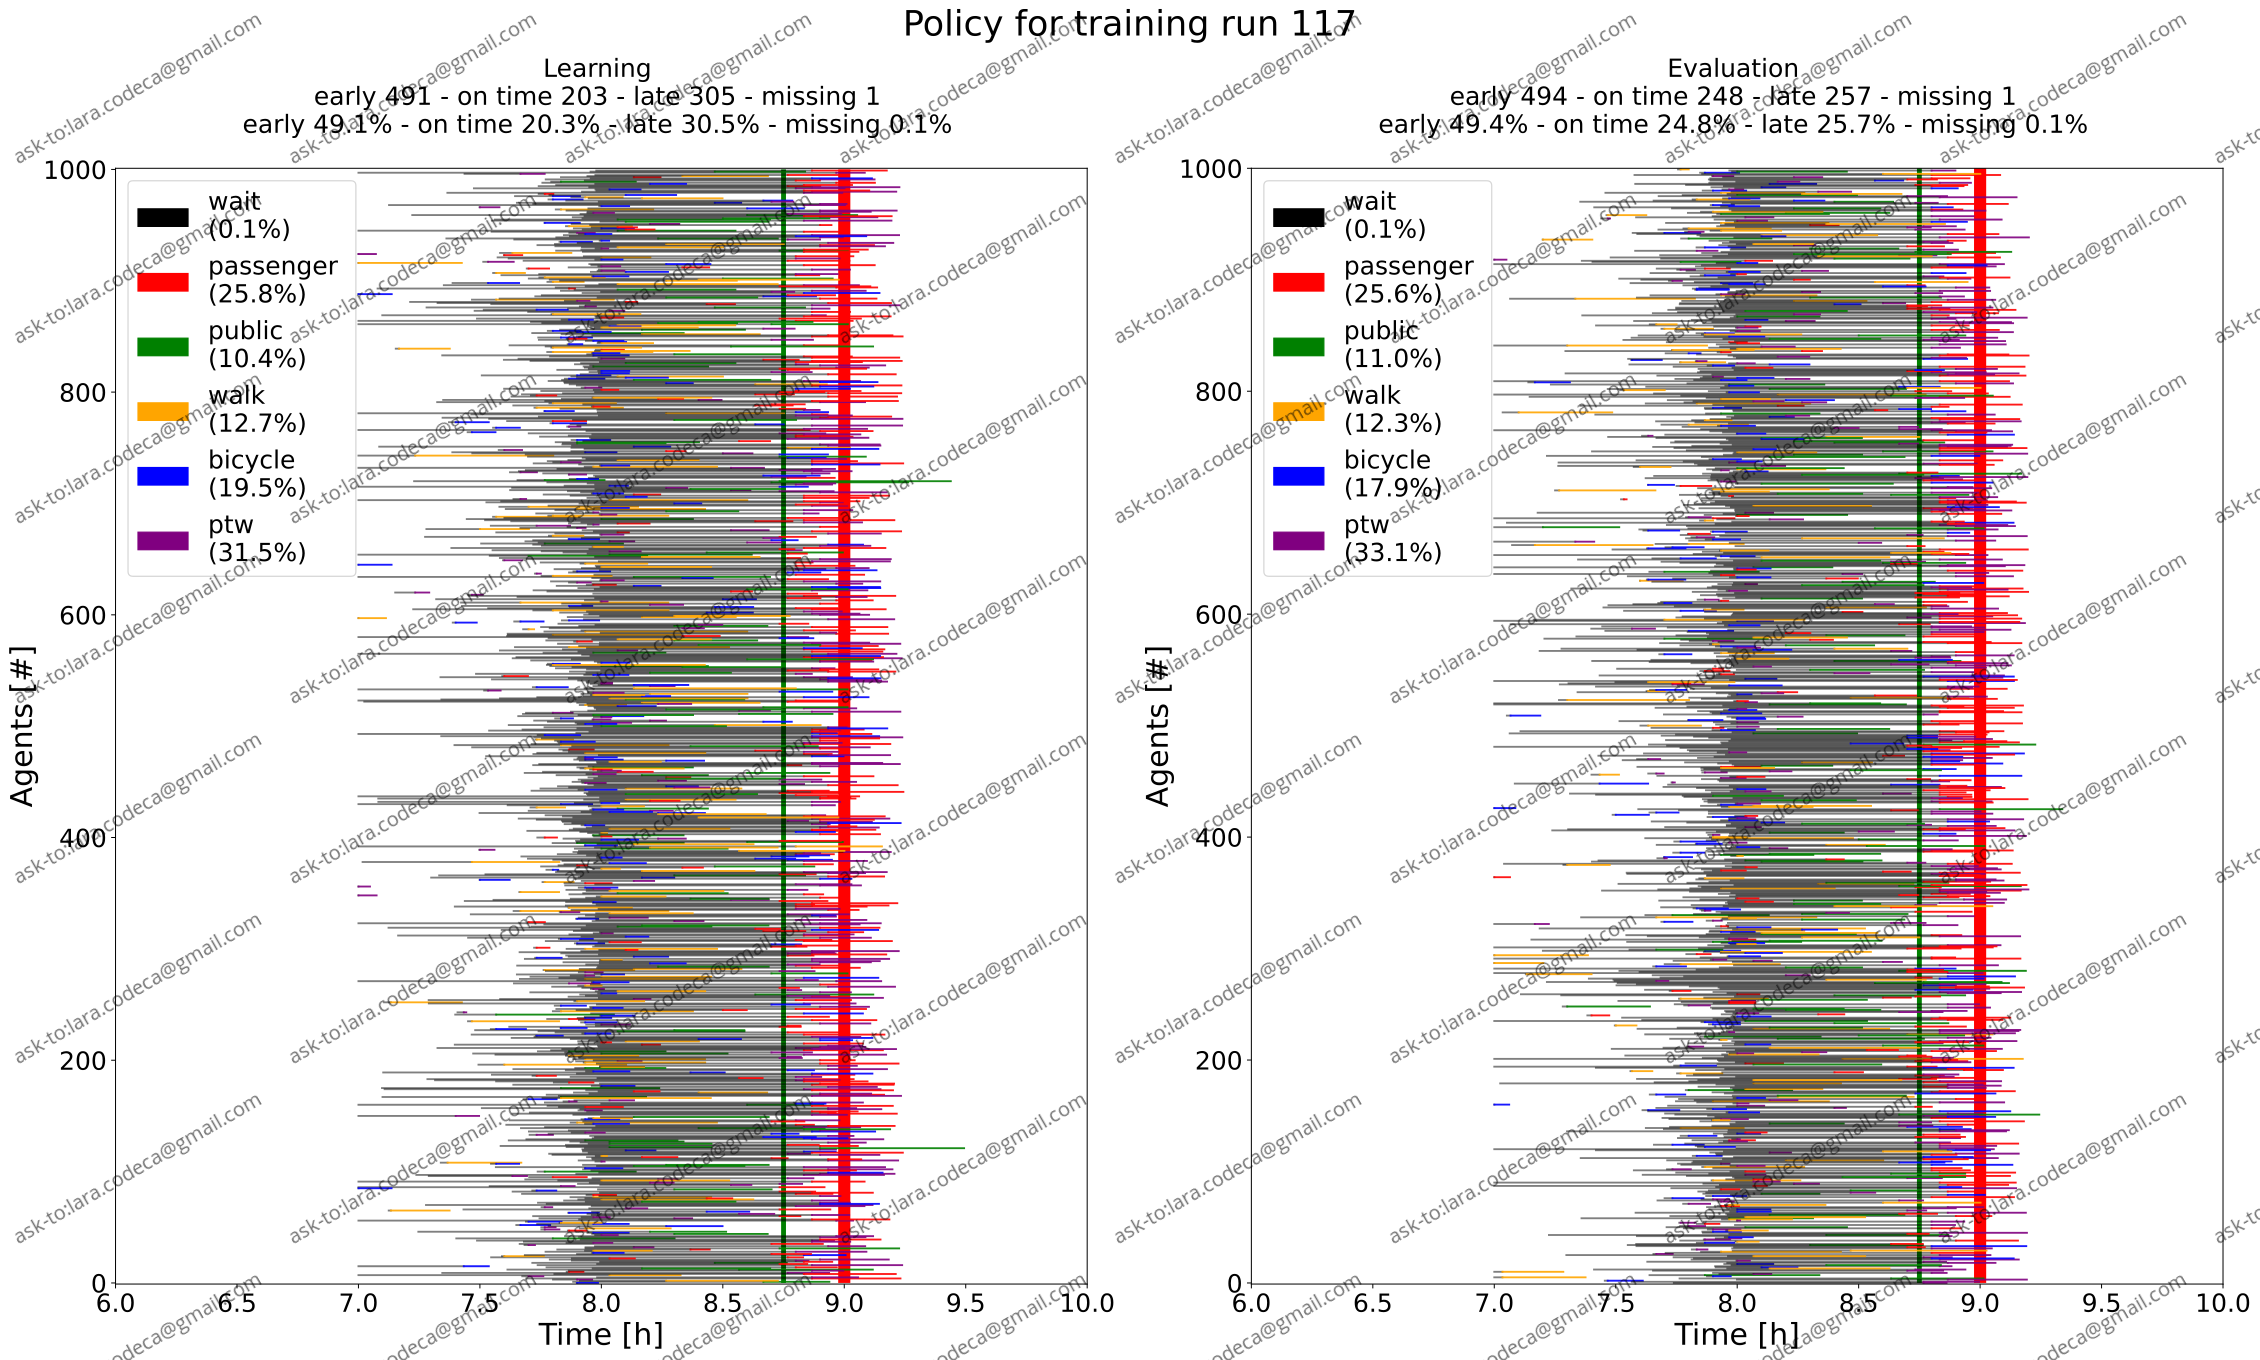 Policy for training run 117
Learning
early 491 - on time 203 - late 305 - missing 1
early 49.1% - on time 20.3% - late 30.5% - missing 0.1%
1000
800
600
400
200
0
Agents [#]
wait
(0.1%)
passenger
(25.8%)
public
(10.4%)
walk
(12.7%)
bicycle
(19.5%)
ptw
(31.5%)
6.0 6.5 7.0 7.5 8.0 8.5 9.0 9.5 10.0
Time [h]
Evaluation
early 494 - on time 248 - late 257 - missing 1
early 49.4% - on time 24.8% - late 25.7% - missing 0.1%
1000
800
600
400
200
0
Agents [#]
wait
(0.1%)
passenger
(25.6%)
public
(11.0%)
walk
(12.3%)
bicycle
(17.9%)
ptw
(33.1%)
6.0 6.5 7.0 7.5 8.0 8.5 9.0 9.5 10.0
Time [h]
ask-to:lara.codeca@gmail.com